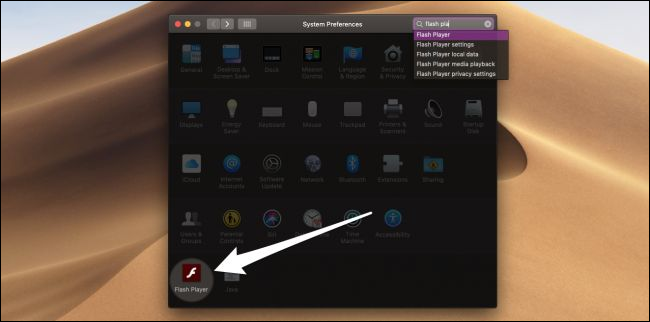 System Preferences
flash pla
Flash Player
Flash Player settings
Flash Player local data
Flash Player media playback
Flash Player privacy settings
General
Desktop &
Screen Saver
Dock
Mission
Control
Language
& Region
Security
& Privacy
Displays
Energy
Saver
Keyboard
Mouse
Trackpad
Printers &
Scanners
Sound
Startup
Disk
iCloud
Internet
Accounts
Software
Update
Network
Bluetooth
Extensions
Sharing
Users &
Groups
Parental
Controls
Siri
Time
Machine
Accessibility
Flash Player
Java